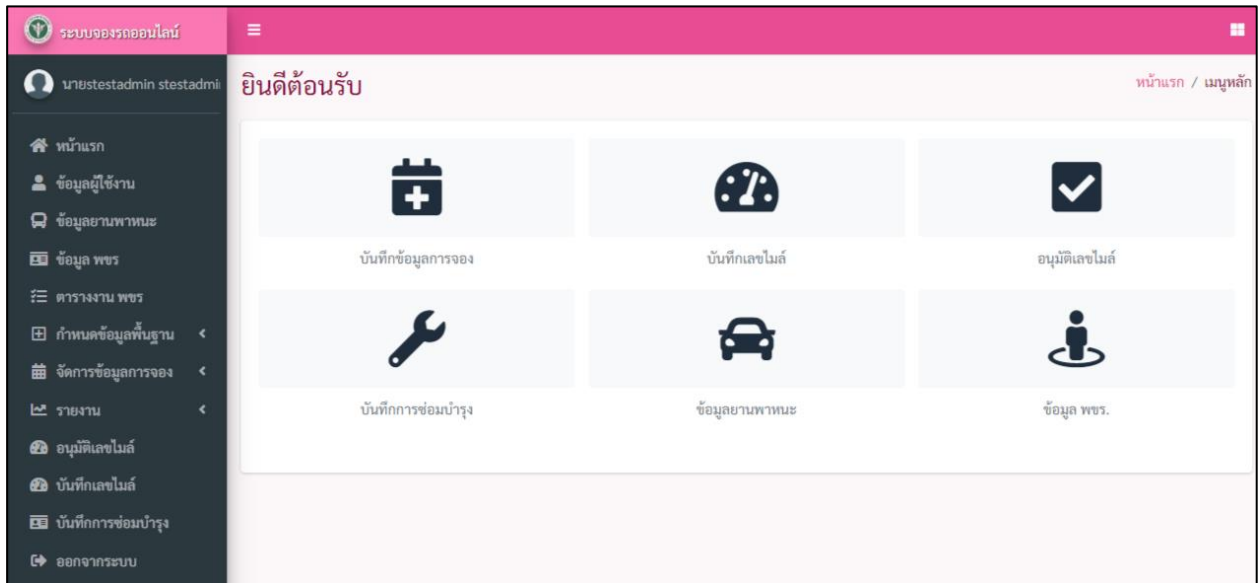 ระบบจองรถออนไลน์
นายstestadmin stestadmi
ยินดีต้อนรับ
หน้าแรก / เมนูหลัก
หน้าแรก
ข้อมูลผู้ใช้งาน
ข้อมูลยานพาหนะ
ข้อมูล พขร
ตารางงาน พขร
กำหนดข้อมูลพื้นฐาน
จัดการข้อมูลการจอง
รายงาน
อนุมัติเลขไมล์
บันทึกเลขไมล์
บันทึกการซ่อมบำรุง
ออกจากระบบ
บันทึกข้อมูลการจอง
บันทึกเลขไมล์
อนุมัติเลขไมล์
บันทึกการซ่อมบำรุง
ข้อมูลยานพาหนะ
ข้อมูล พขร.